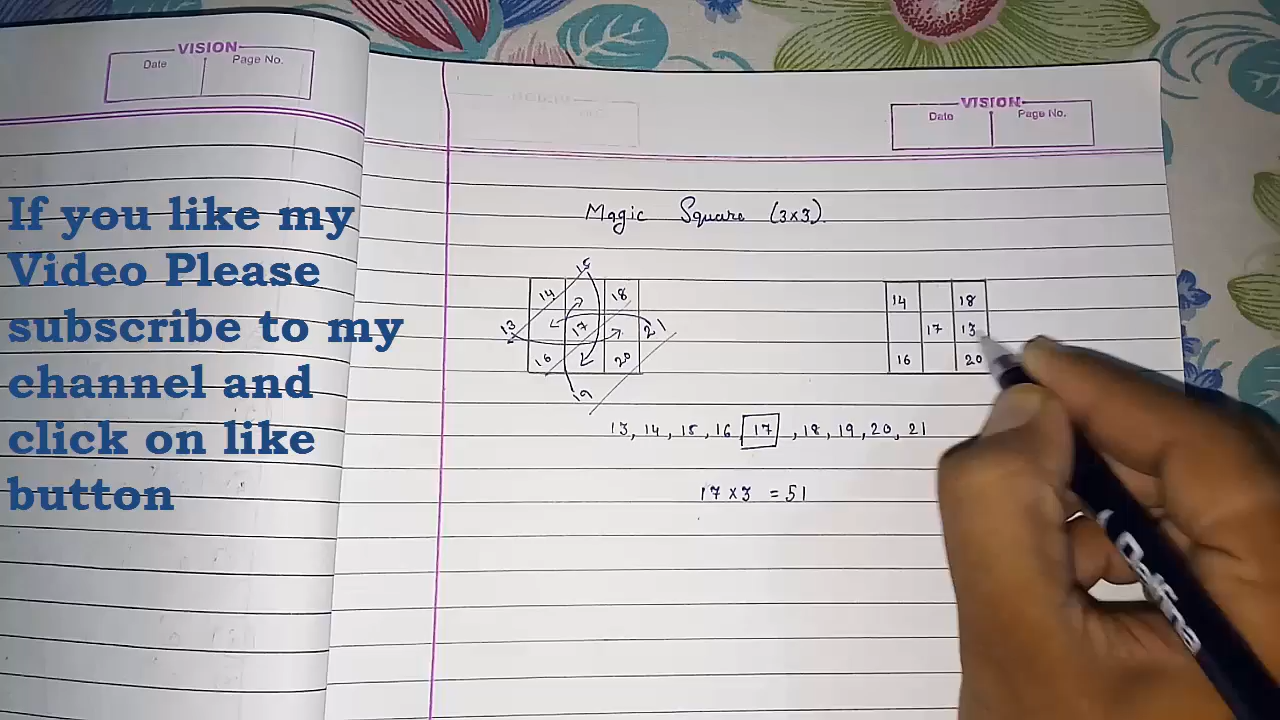 VISION
Date Page No.
VISION
Date Page No.
If you like my
Video Please
subscribe to my
channel and
click on like
button
Magic Square (3×3).
15
14 18
13 17 21
16 20
19
14 18
17 13
16 20
13, 14, 15, 16, 17, 18, 19, 20, 21
17 × 3 = 51